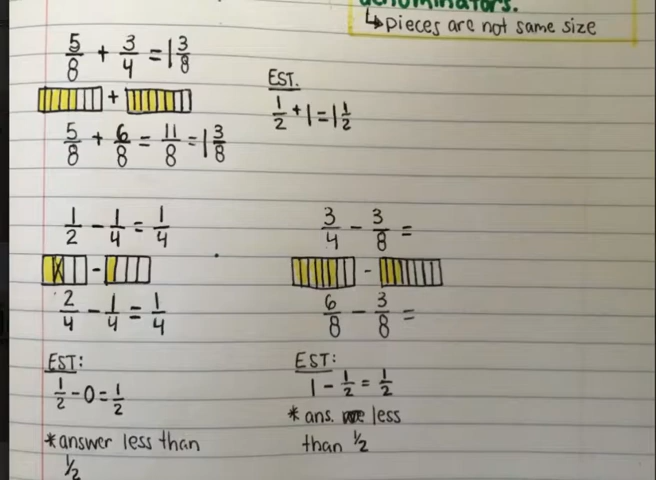 denominators.
↳ pieces are not same size
5/8 + 3/4 = 1 3/8
+
5/8 + 6/8 = 11/8 = 1 3/8
EST.
1/2 + 1 = 1 1/2
1/2 - 1/4 = 1/4
-
2/4 - 1/4 = 1/4
EST:
1/2 - 0 = 1/2
*answer less than
1/2
3/4 - 3/8 =
-
6/8 - 3/8 =
EST:
1 - 1/2 = 1/2
* ans. less
than 1/2